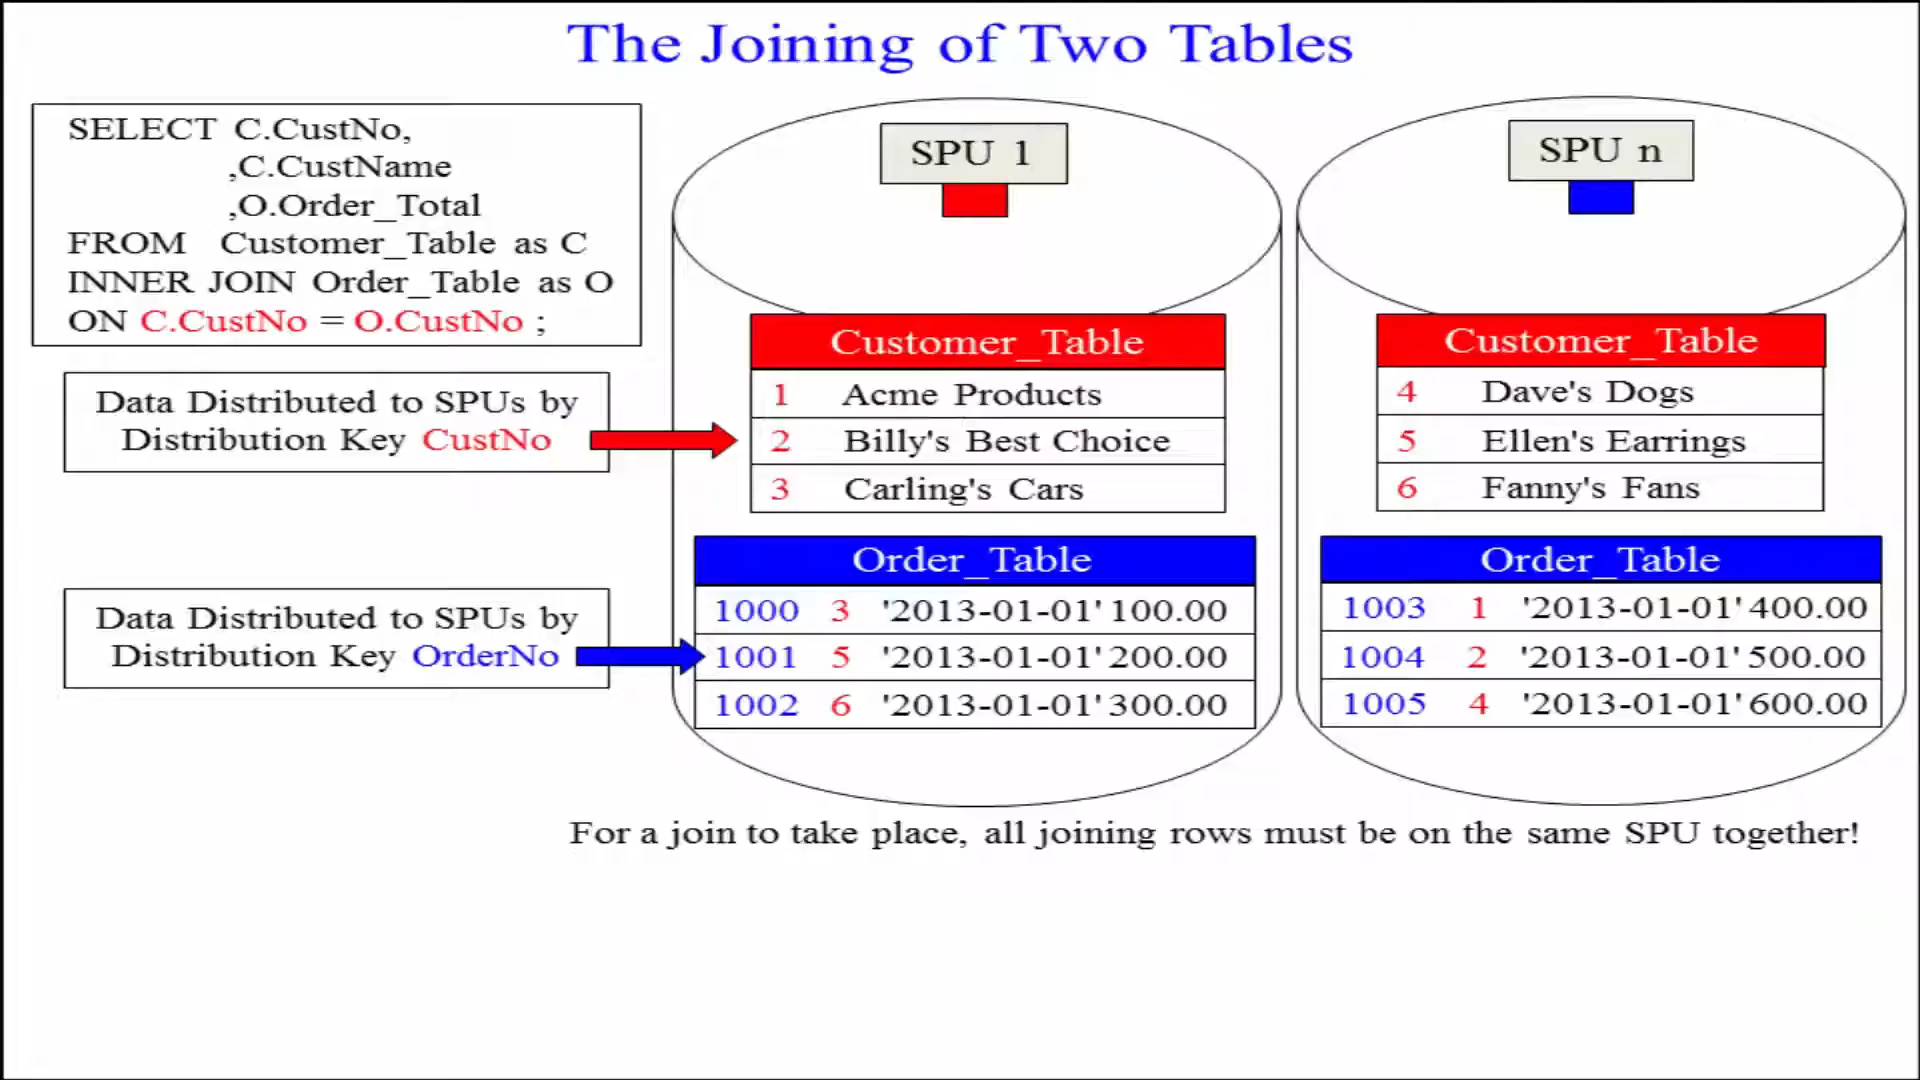 The Joining of Two Tables
SELECT C.CustNo,
,C.CustName
,O.Order_Total
FROM Customer_Table as C
INNER JOIN Order_Table as O
ON C.CustNo = O.CustNo ;
Data Distributed to SPUs by
Distribution Key CustNo
Data Distributed to SPUs by
Distribution Key OrderNo
SPU 1
Customer_Table
1 Acme Products
2 Billy's Best Choice
3 Carling's Cars
Order_Table
1000 3 '2013-01-01' 100.00
1001 5 '2013-01-01' 200.00
1002 6 '2013-01-01' 300.00
SPU n
Customer_Table
4 Dave's Dogs
5 Ellen's Earrings
6 Fanny's Fans
Order_Table
1003 1 '2013-01-01' 400.00
1004 2 '2013-01-01' 500.00
1005 4 '2013-01-01' 600.00
For a join to take place, all joining rows must be on the same SPU together!